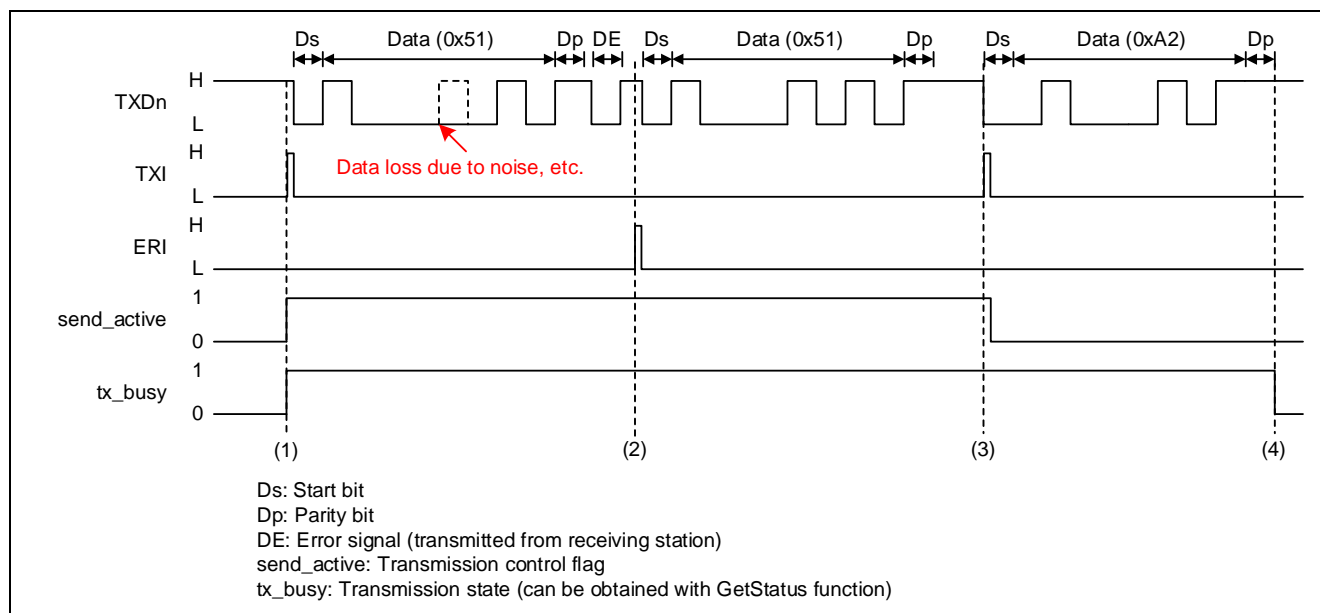 Ds Data (0x51) Dp DE Ds Data (0x51) Dp Ds Data (0xA2) Dp
H
TXDn
L
Data loss due to noise, etc.
H
TXI
L
H
ERI
L
1
send_active
0
1
tx_busy
0
(1) (2) (3) (4)
Ds: Start bit
Dp: Parity bit
DE: Error signal (transmitted from receiving station)
send_active: Transmission control flag
tx_busy: Transmission state (can be obtained with GetStatus function)